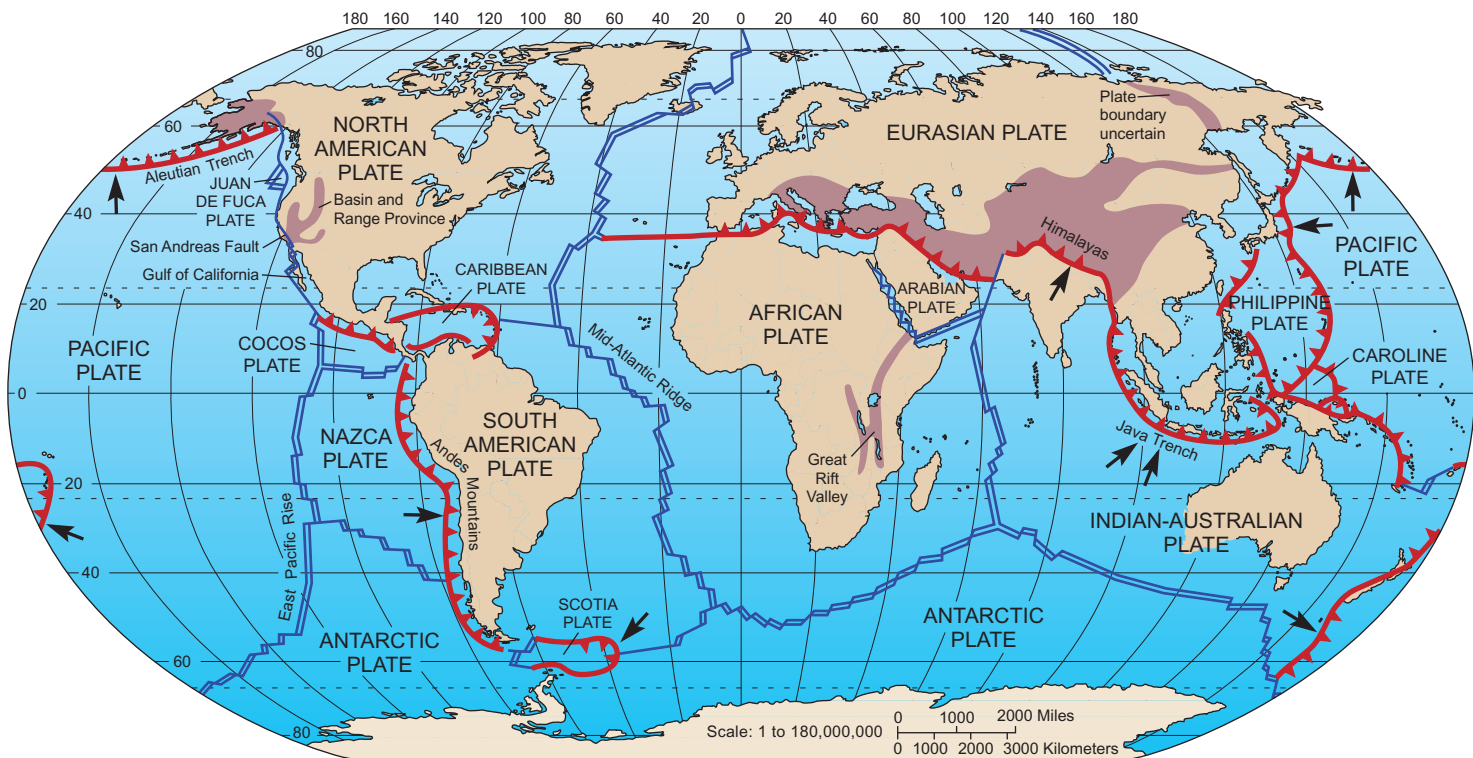 180 160 140 120 100 80 60 40 20 0 20 40 60 80 100 120 140 160 180
80
60
40
20
0
20
40
60
80
NORTH
AMERICAN
PLATE
EURASIAN PLATE
Plate
boundary
uncertain
Aleutian Trench
JUAN
DE FUCA
PLATE
Basin and
Range Province
San Andreas Fault
Gulf of California
CARIBBEAN
PLATE
Himalayas
PACIFIC
PLATE
ARABIAN
PLATE
PHILIPPINE
PLATE
AFRICAN
PLATE
COCOS
PLATE
PACIFIC
PLATE
Mid-Atlantic Ridge
CAROLINE
PLATE
NAZCA
PLATE
SOUTH
AMERICAN
PLATE
Andes
Mountains
Great
Rift
Valley
Java Trench
INDIAN-AUSTRALIAN
PLATE
East Pacific Rise
SCOTIA
PLATE
ANTARCTIC
PLATE
ANTARCTIC
PLATE
Scale: 1 to 180,000,000
0 1000 2000 Miles
0 1000 2000 3000 Kilometers